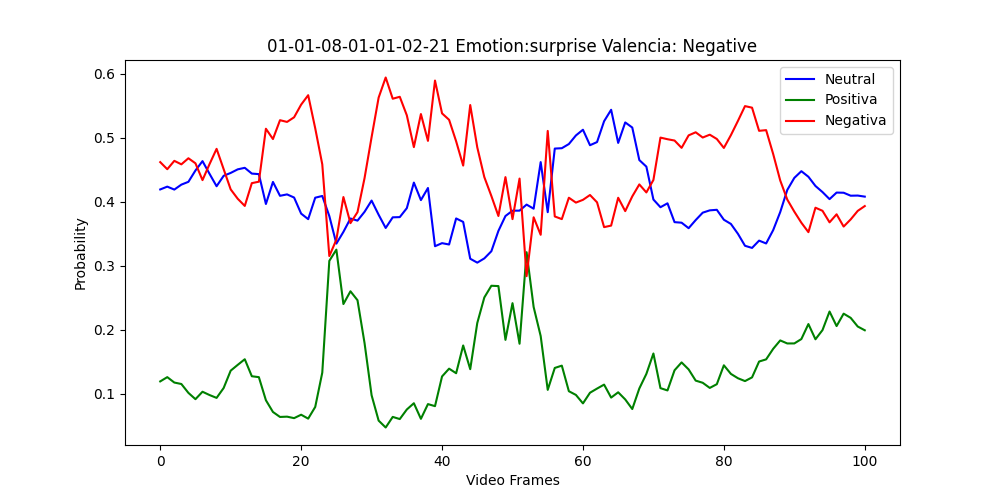 01-01-08-01-01-02-21 Emotion:surprise Valencia: Negative
Neutral
Positiva
Negativa
Probability
0.6
0.5
0.4
0.3
0.2
0.1
0
20
40
60
80
100
Video Frames